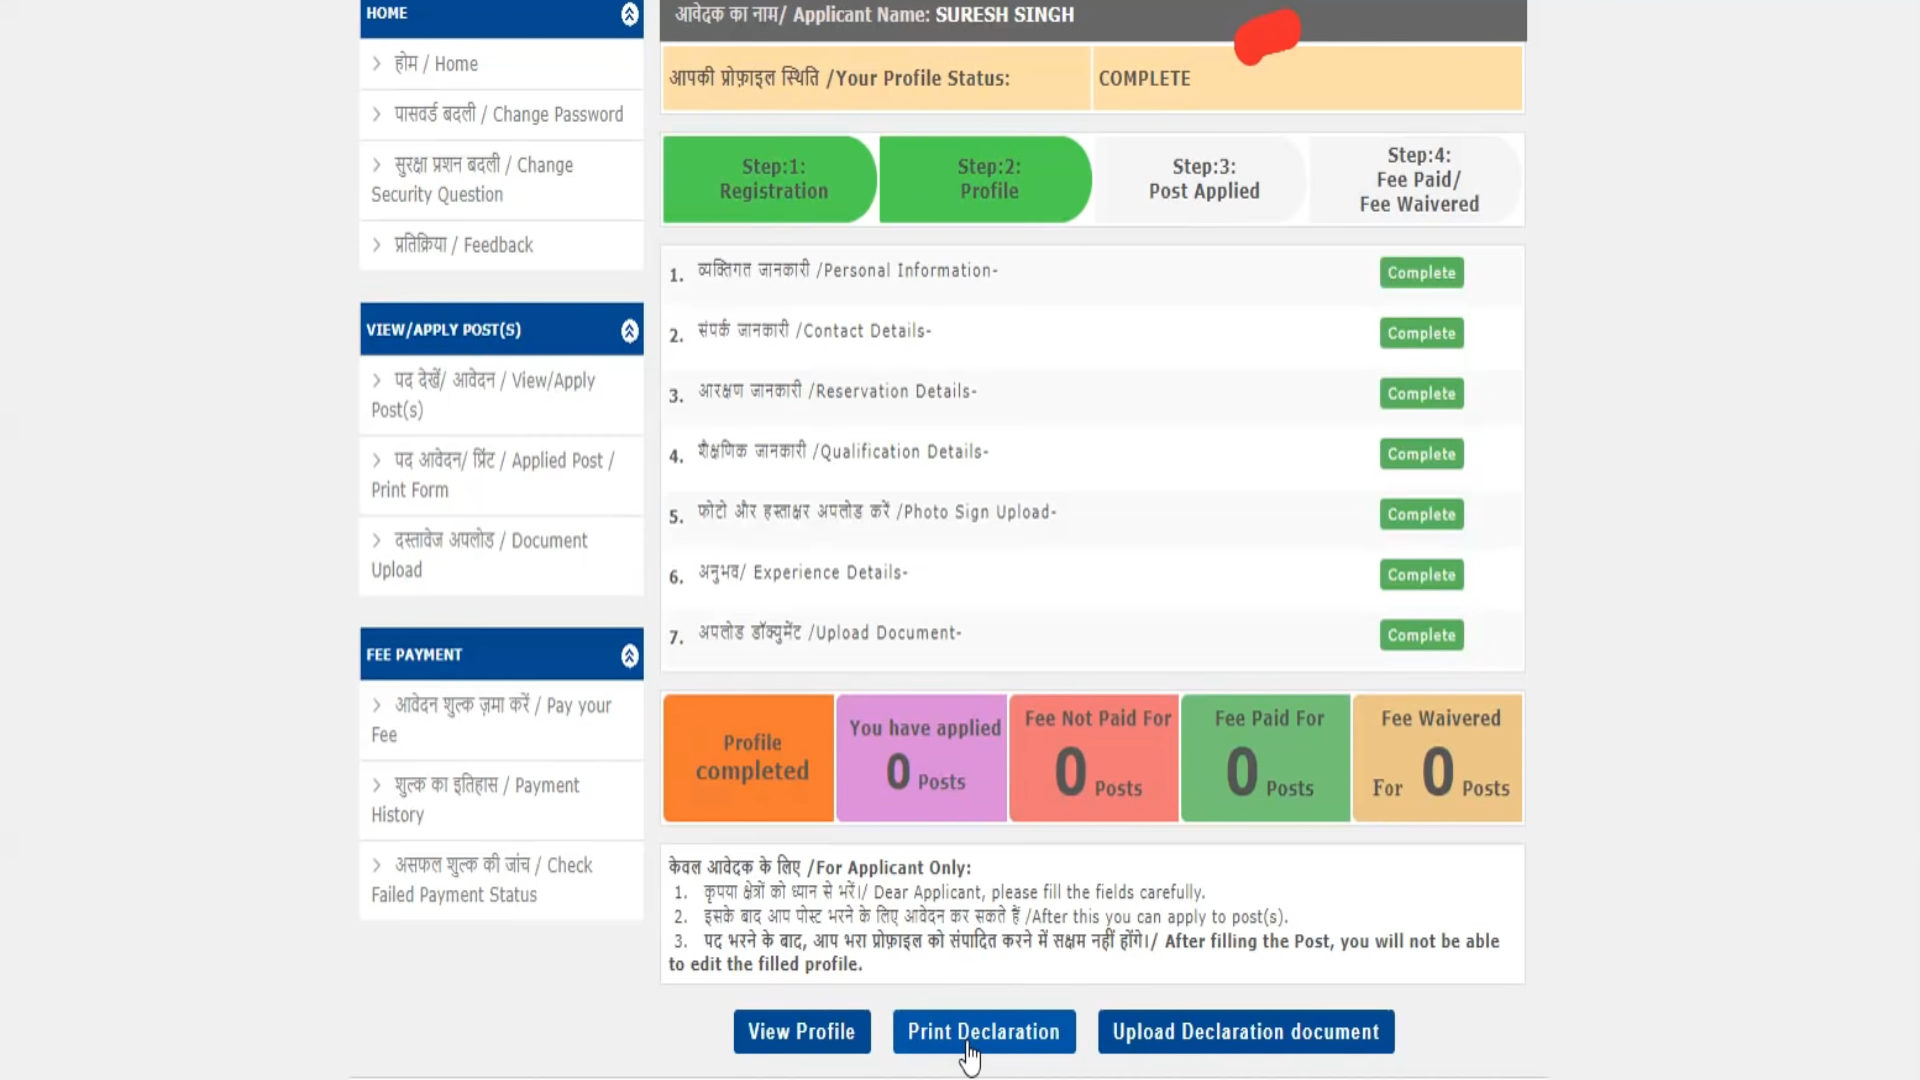 HOME
> होम / Home
> पासवर्ड बदली / Change Password
> सुरक्षा प्रशन बदली / Change
Security Question
> प्रतिक्रिया / Feedback
VIEW/APPLY POST(S)
> पद देखें/ आवेदन / View/Apply
Post(s)
> पद आवेदन/ प्रिंट / Applied Post /
Print Form
> दस्तावेज अपलोड / Document
Upload
FEE PAYMENT
> आवेदन शुल्क ज़मा करें / Pay your
Fee
> शुल्क का इतिहास / Payment
History
> असफल शुल्क की जांच / Check
Failed Payment Status
आवेदक का नाम/ Applicant Name: SURESH SINGH
आपकी प्रोफ़ाइल स्थिति /Your Profile Status: COMPLETE
Step:1:
Registration
Step:2:
Profile
Step:3:
Post Applied
Step:4:
Fee Paid/
Fee Waivered
1. व्यक्तिगत जानकारी /Personal Information- Complete
2. संपर्क जानकारी /Contact Details- Complete
3. आरक्षण जानकारी /Reservation Details- Complete
4. शैक्षणिक जानकारी /Qualification Details- Complete
5. फोटो और हस्ताक्षर अपलोड करें /Photo Sign Upload- Complete
6. अनुभव/ Experience Details- Complete
7. अपलोड डॉक्युमेंट /Upload Document- Complete
Profile
completed
You have applied
0 Posts
Fee Not Paid For
0 Posts
Fee Paid For
0 Posts
Fee Waivered
For 0 Posts
केवल आवेदक के लिए /For Applicant Only:
1. कृपया क्षेत्रों को ध्यान से भरें।/ Dear Applicant, please fill the fields carefully.
2. इसके बाद आप पोस्ट भरने के लिए आवेदन कर सकते हैं /After this you can apply to post(s).
3. पद भरने के बाद, आप भरा प्रोफ़ाइल को संपादित करने में सक्षम नहीं होंगे।/ After filling the Post, you will not be able
to edit the filled profile.
View Profile
Print Declaration
Upload Declaration document